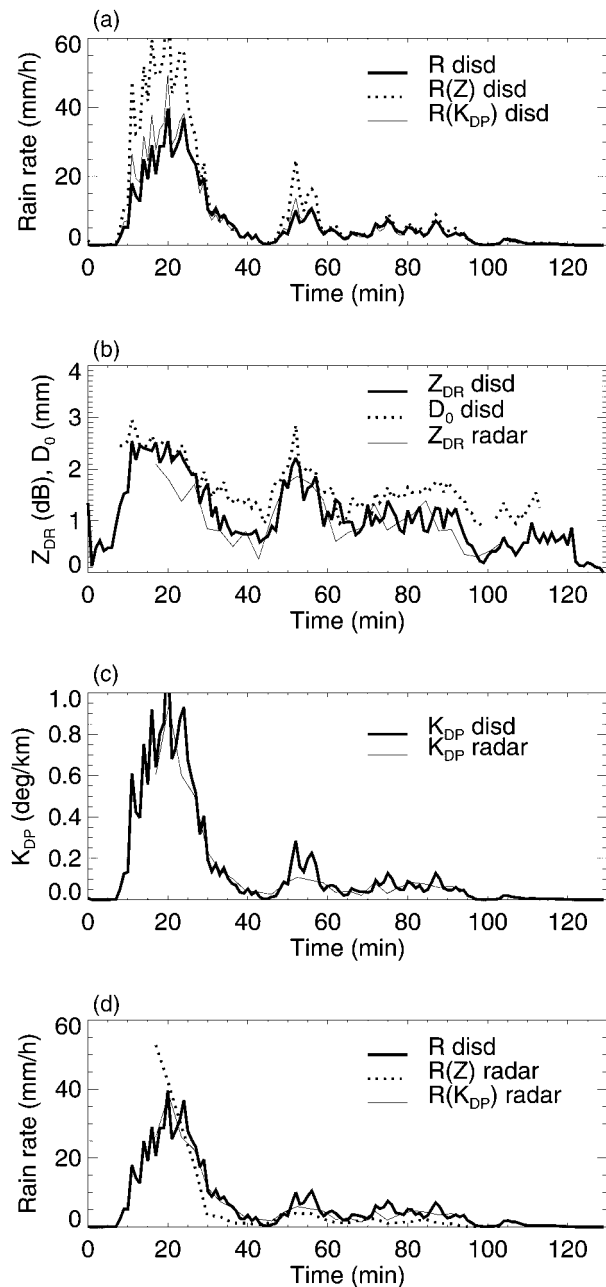 (a)
60
40
20
0
Rain rate (mm/h)
R disd
R(Z) disd
R(K_DP) disd
0 20 40 60 80 100 120
Time (min)
(b)
4
3
2
1
0
Z_DR (dB), D_0 (mm)
Z_DR disd
D_0 disd
Z_DR radar
0 20 40 60 80 100 120
Time (min)
(c)
1.0
0.8
0.6
0.4
0.2
0.0
K_DP (deg/km)
K_DP disd
K_DP radar
0 20 40 60 80 100 120
Time (min)
(d)
60
40
20
0
Rain rate (mm/h)
R disd
R(Z) radar
R(K_DP) radar
0 20 40 60 80 100 120
Time (min)